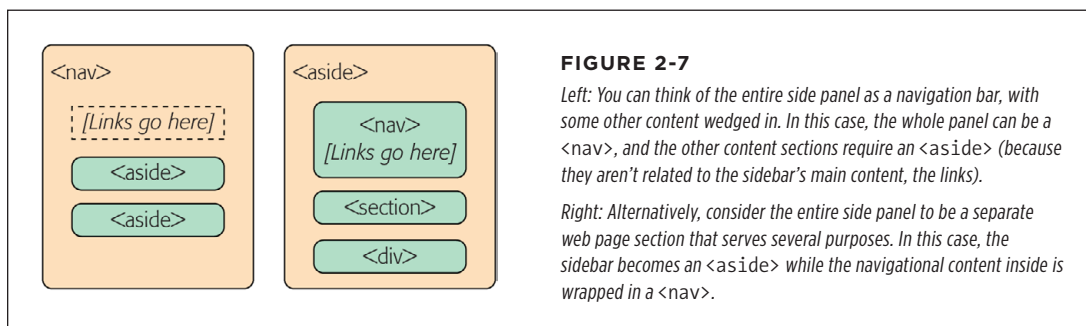 <nav>
[Links go here]
<aside>
<aside>
<aside>
<nav>
[Links go here]
<section>
<div>
FIGURE 2-7
Left: You can think of the entire side panel as a navigation bar, with
some other content wedged in. In this case, the whole panel can be a
<nav>, and the other content sections require an <aside> (because
they aren't related to the sidebar's main content, the links).
Right: Alternatively, consider the entire side panel to be a separate
web page section that serves several purposes. In this case, the
sidebar becomes an <aside> while the navigational content inside is
wrapped in a <nav>.